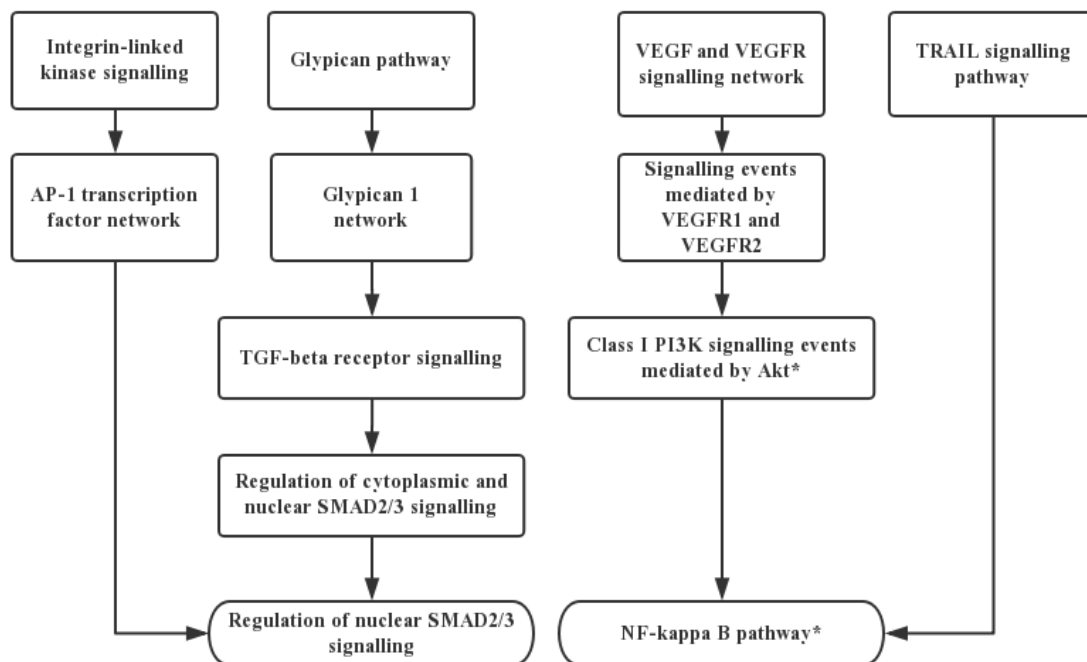 Integrin-linked
kinase signalling
Glypican pathway
VEGF and VEGFR
signalling network
TRAIL signalling
pathway
AP-1 transcription
factor network
Glypican 1
network
Signalling events
mediated by
VEGFR1 and
VEGFR2
TGF-beta receptor signalling
Class I PI3K signalling events
mediated by Akt*
Regulation of cytoplasmic and
nuclear SMAD2/3 signalling
Regulation of nuclear SMAD2/3
signalling
NF-kappa B pathway*